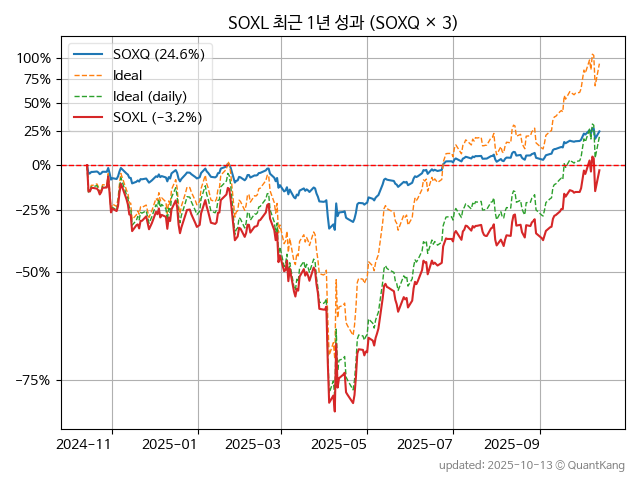 SOXL 최근 1년 성과 (SOXQ × 3)
SOXQ (24.6%)
Ideal
Ideal (daily)
SOXL (−3.2%)
100%
75%
50%
25%
0%
−25%
−50%
−75%
2024-11
2025-01
2025-03
2025-05
2025-07
2025-09
updated: 2025-10-13 © QuantKang